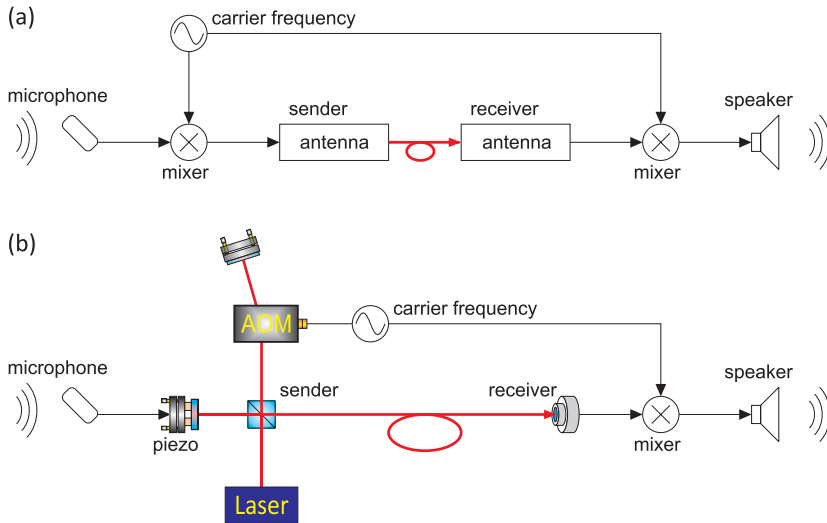 (a)
carrier frequency
microphone
sender
receiver
speaker
antenna
antenna
mixer
mixer
(b)
AOM
carrier frequency
microphone
sender
receiver
speaker
piezo
mixer
Laser